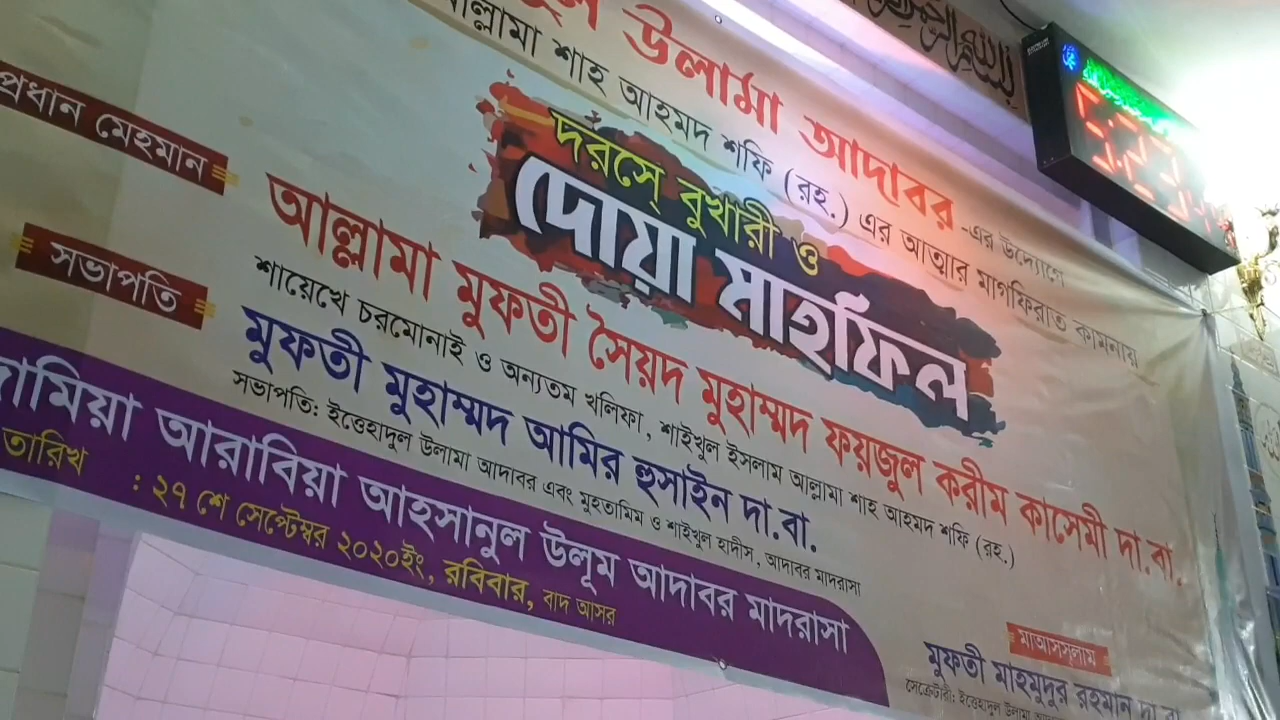 উলামা আদাবর -এর উদ্যোগে
আল্লামা শাহ আহমদ শফি (রহ.) এর আত্মার মাগফিরাত কামনায়
দরসে বুখারী ও
দোয়া মাহফিল
প্রধান মেহমান
আল্লামা মুফতী সৈয়দ মুহাম্মদ ফয়জুল করীম কাসেমী দা.বা.
শায়েখে চরমোনাই ও অন্যতম খলিফা, শাইখুল ইসলাম আল্লামা শাহ আহমদ শফি (রহ.)
সভাপতি
মুফতী মুহাম্মদ আমির হুসাইন দা.বা.
সভাপতি: ইত্তেহাদুল উলামা আদাবর এবং মুহতামিম ও শাইখুল হাদীস, আদাবর মাদরাসা
জামিয়া আরাবিয়া আহসানুল উলূম আদাবর মাদরাসা
তারিখ : ২৭ শে সেপ্টেম্বর ২০২০ইং, রবিবার, বাদ আসর
মাআসসালাম
মুফতী মাহমুদুর রহমান দা.বা.
সেক্রেটারী: ইত্তেহাদুল উলামা